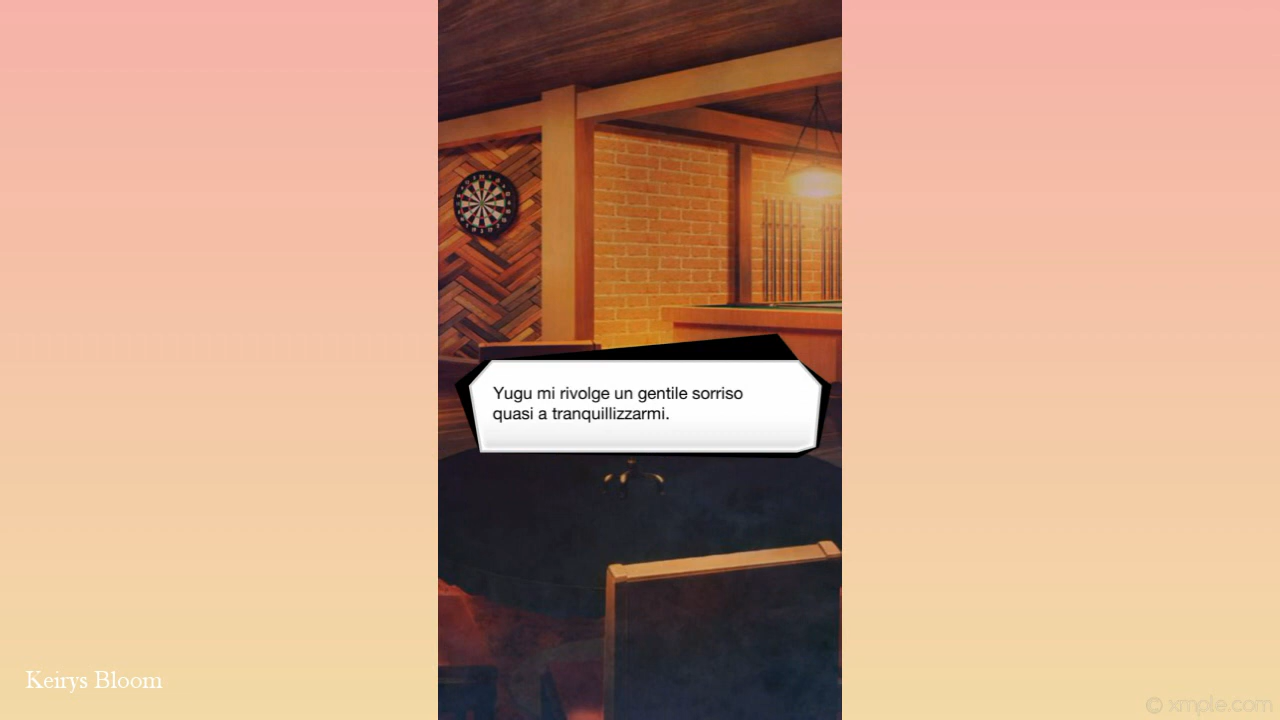 Yugu mi rivolge un gentile sorriso
quasi a tranquillizzarmi.
Keirys Bloom
© xmple.com